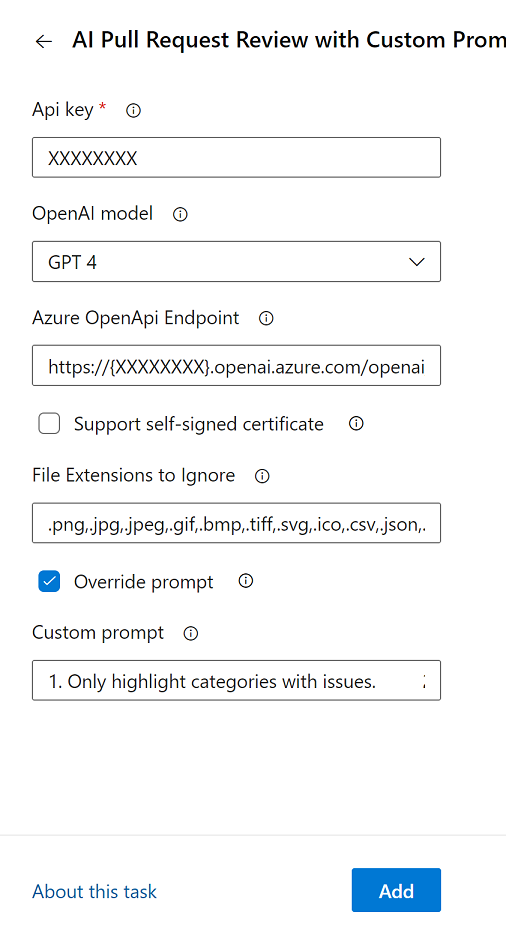 AI Pull Request Review with Custom Prom
Api key *
XXXXXXXX
OpenAI model
GPT 4
Azure OpenApi Endpoint
https://{XXXXXXXX}.openai.azure.com/openai
Support self-signed certificate
File Extensions to Ignore
.png,.jpg,.jpeg,.gif,.bmp,.tiff,.svg,.ico,.csv,.json,.
Override prompt
Custom prompt
1. Only highlight categories with issues.
About this task
Add